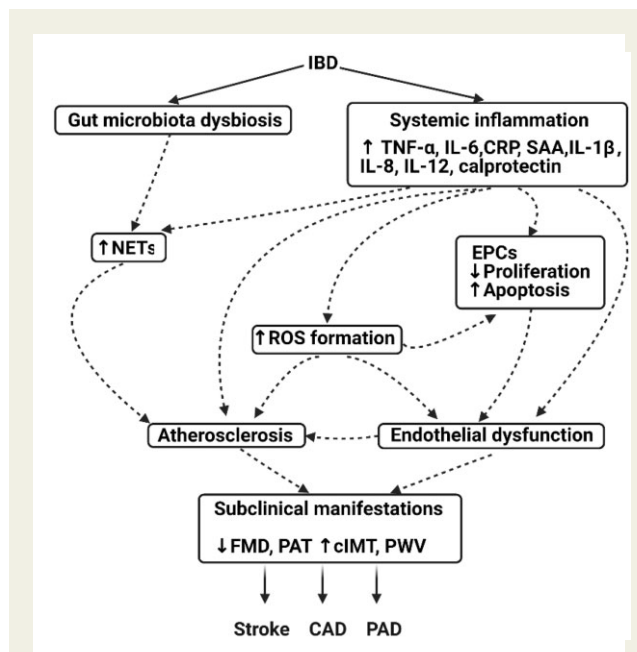 IBD
Gut microbiota dysbiosis
Systemic inflammation
↑ TNF-α, IL-6,CRP, SAA,IL-1β,
IL-8, IL-12, calprotectin
↑NETs
EPCs
↓Proliferation
↑Apoptosis
↑ROS formation
Atherosclerosis
Endothelial dysfunction
Subclinical manifestations
↓FMD, PAT ↑cIMT, PWV
Stroke CAD PAD